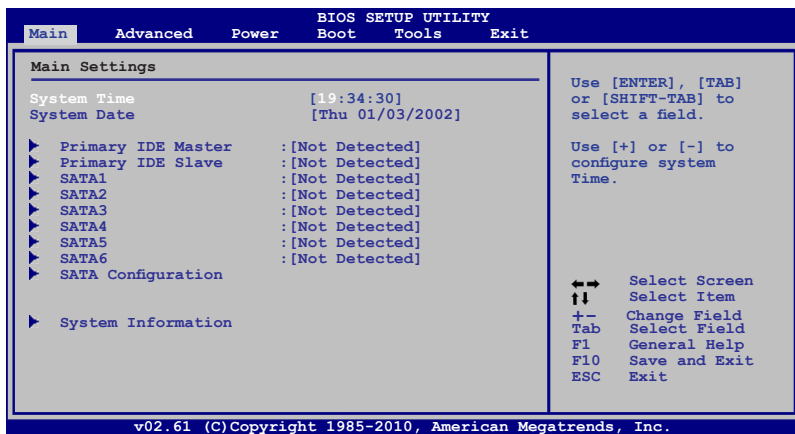 BIOS SETUP UTILITY
Main Advanced Power Boot Tools Exit
Main Settings
System Time [19:34:30]
System Date [Thu 01/03/2002]
Primary IDE Master :[Not Detected]
Primary IDE Slave :[Not Detected]
SATA1 :[Not Detected]
SATA2 :[Not Detected]
SATA3 :[Not Detected]
SATA4 :[Not Detected]
SATA5 :[Not Detected]
SATA6 :[Not Detected]
SATA Configuration
System Information
Use [ENTER], [TAB]
or [SHIFT-TAB] to
select a field.
Use [+] or [-] to
configure system
Time.
←→ Select Screen
↑↓ Select Item
+- Change Field
Tab Select Field
F1 General Help
F10 Save and Exit
ESC Exit
v02.61 (C)Copyright 1985-2010, American Megatrends, Inc.